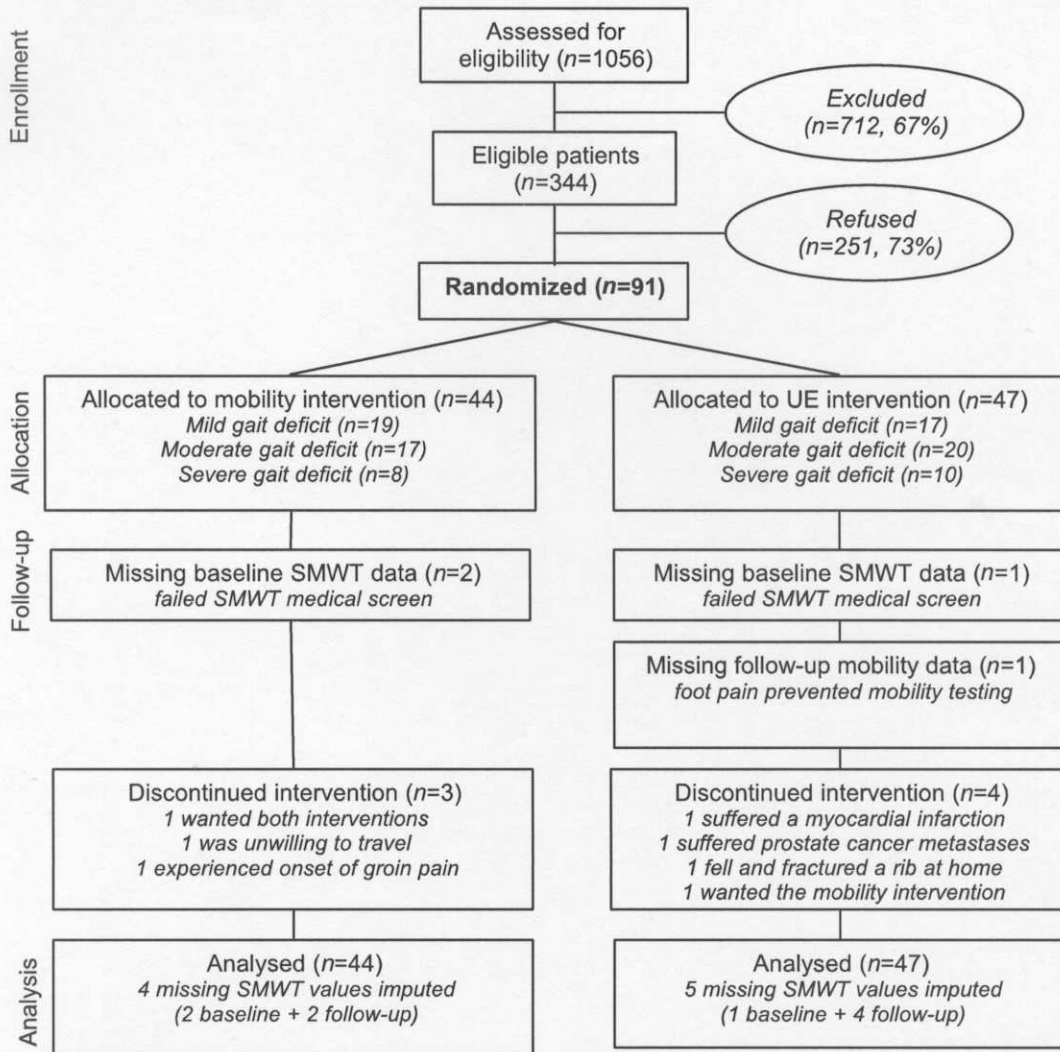 Enrollment
Assessed for
eligibility (n=1056)
Excluded
(n=712, 67%)
Eligible patients
(n=344)
Refused
(n=251, 73%)
Randomized (n=91)
Allocation
Allocated to mobility intervention (n=44)
Mild gait deficit (n=19)
Moderate gait deficit (n=17)
Severe gait deficit (n=8)
Allocated to UE intervention (n=47)
Mild gait deficit (n=17)
Moderate gait deficit (n=20)
Severe gait deficit (n=10)
Follow-up
Missing baseline SMWT data (n=2)
failed SMWT medical screen
Missing baseline SMWT data (n=1)
failed SMWT medical screen
Missing follow-up mobility data (n=1)
foot pain prevented mobility testing
Discontinued intervention (n=3)
1 wanted both interventions
1 was unwilling to travel
1 experienced onset of groin pain
Discontinued intervention (n=4)
1 suffered a myocardial infarction
1 suffered prostate cancer metastases
1 fell and fractured a rib at home
1 wanted the mobility intervention
Analysis
Analysed (n=44)
4 missing SMWT values imputed
(2 baseline + 2 follow-up)
Analysed (n=47)
5 missing SMWT values imputed
(1 baseline + 4 follow-up)